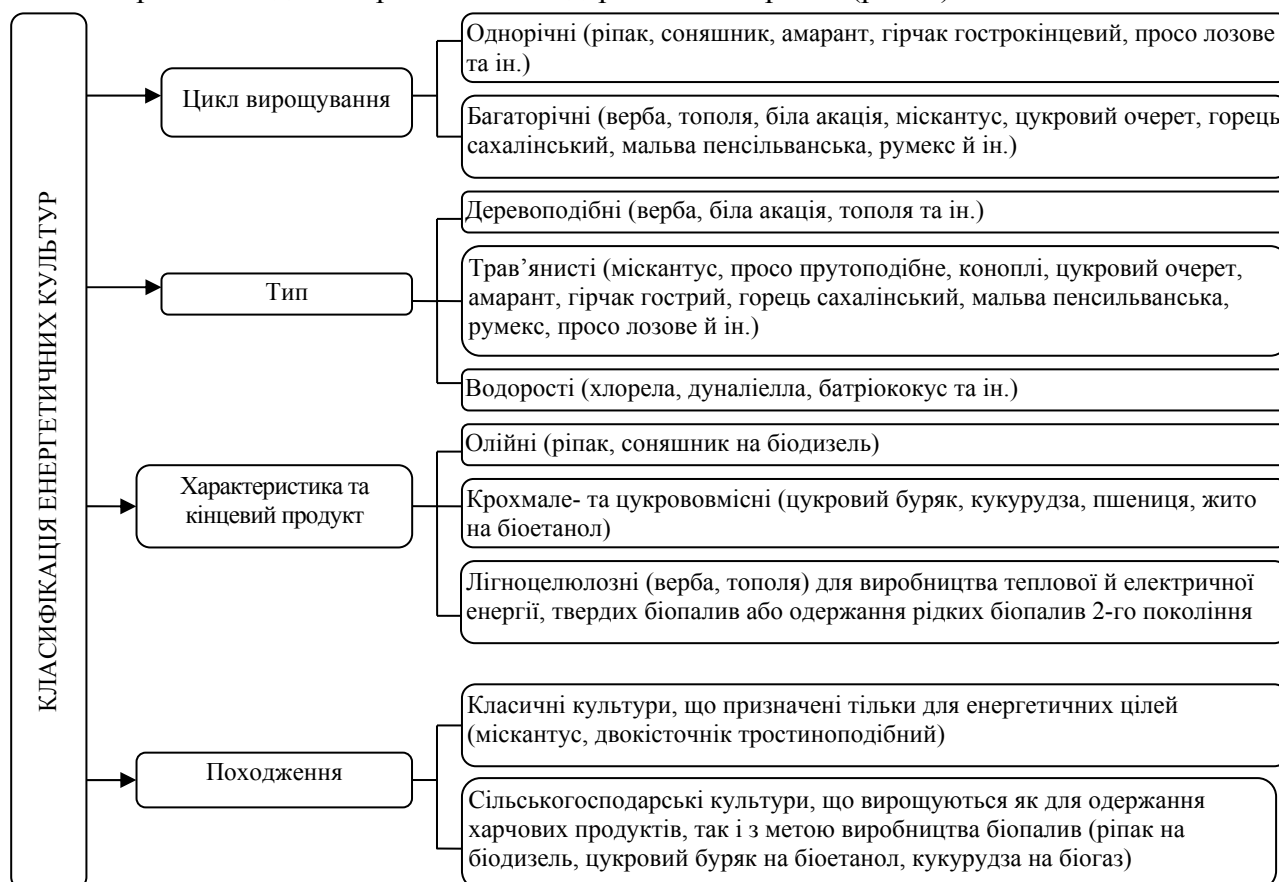 КЛАСИФІКАЦІЯ ЕНЕРГЕТИЧНИХ КУЛЬТУР
Цикл вирощування
Однорічні (ріпак, соняшник, амарант, гірчак гострокінцевий, просо лозове
та ін.)
Багаторічні (верба, тополя, біла акація, міскантус, цукровий очерет, горець
сахалінський, мальва пенсільванська, румекс й ін.)
Тип
Деревоподібні (верба, біла акація, тополя та ін.)
Трав’янисті (міскантус, просо прутоподібне, коноплі, цукровий очерет,
амарант, гірчак гострий, горець сахалінський, мальва пенсильванська,
румекс, просо лозове й ін.)
Водорості (хлорела, дуналіелла, батріококус та ін.)
Характеристика та
кінцевий продукт
Олійні (ріпак, соняшник на біодизель)
Крохмале- та цукрововмісні (цукровий буряк, кукурудза, пшениця, жито
на біоетанол)
Лігноцелюлозні (верба, тополя) для виробництва теплової й електричної
енергії, твердих біопалив або одержання рідких біопалив 2-го покоління
Походження
Класичні культури, що призначені тільки для енергетичних цілей
(міскантус, двокісточнік тростиноподібний)
Сільськогосподарські культури, що вирощуються як для одержання
харчових продуктів, так і з метою виробництва біопалив (ріпак на
біодизель, цукровий буряк на біоетанол, кукурудза на біогаз)